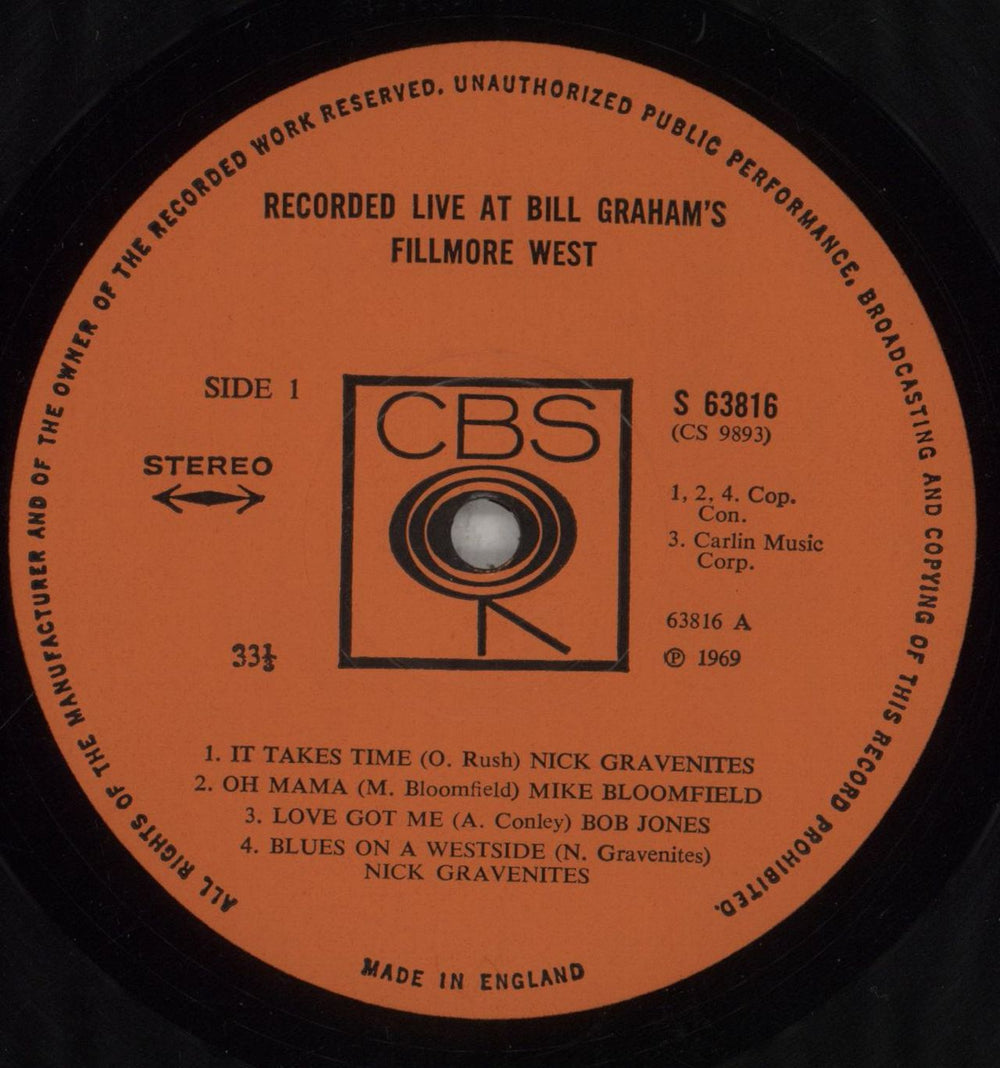 ALL RIGHTS OF THE MANUFACTURER AND OF THE OWNER OF THE RECORDED WORK RESERVED. UNAUTHORIZED PUBLIC PERFORMANCE, BROADCASTING AND COPYING OF THIS RECORD PROHIBITED.
RECORDED LIVE AT BILL GRAHAM'S
FILLMORE WEST
SIDE 1
STEREO
33⅓
CBS
S 63816
(CS 9893)
1, 2, 4. Cop.
Con.
3. Carlin Music
Corp.
63816 A
Ⓟ 1969
1. IT TAKES TIME (O. Rush) NICK GRAVENITES
2. OH MAMA (M. Bloomfield) MIKE BLOOMFIELD
3. LOVE GOT ME (A. Conley) BOB JONES
4. BLUES ON A WESTSIDE (N. Gravenites)
NICK GRAVENITES
MADE IN ENGLAND